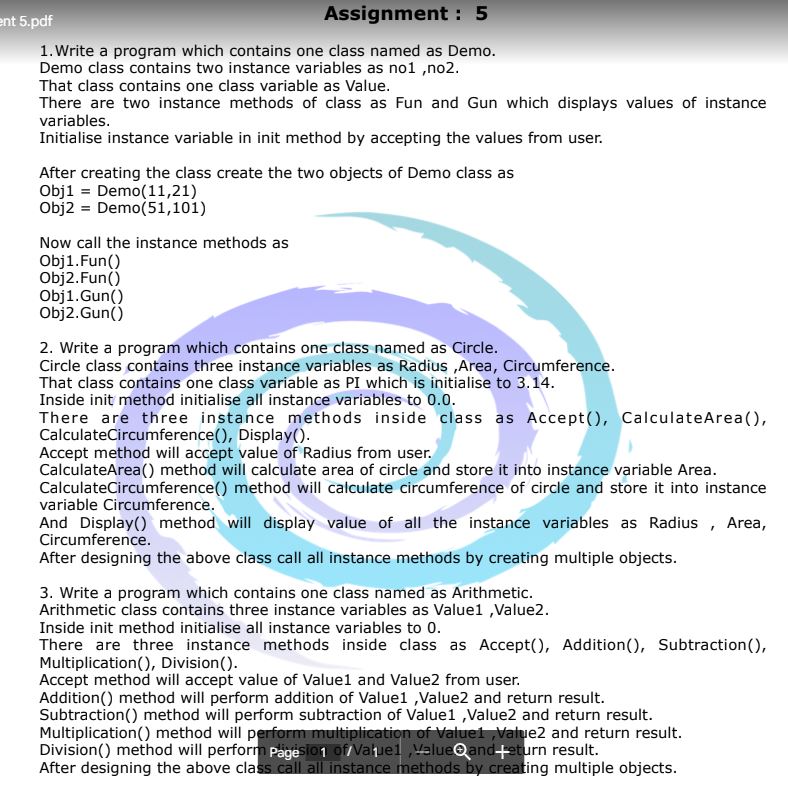 Assignment : 5
ent 5.pdf
1.Write a program which contains one class named as Demo.
Demo class contains two instance variables as no1 ,no2.
That class contains one class variable as Value.
There are two instance methods of class as Fun and Gun which displays values of instance
variables.
Initialise instance variable in init method by accepting the values from user.
After creating the class create the two objects of Demo class as
Obj1 = Demo(11,21)
Obj2 = Demo(51,101)
Now call the instance methods as
Obj1.Fun()
Obj2.Fun()
Obj1.Gun()
Obj2.Gun()
2. Write a program which contains one class named as Circle.
Circle class contains three instance variables as Radius ,Area, Circumference.
That class contains one class variable as PI which is initialise to 3.14.
Inside init method initialise all instance variables to 0.0.
There are three instance methods inside class as Accept(), CalculateArea(),
CalculateCircumference(), Display().
Accept method will accept value of Radius from user.
CalculateArea() method will calculate area of circle and store it into instance variable Area.
CalculateCircumference() method will calculate circumference of circle and store it into instance
variable Circumference.
And Display() method will display value of all the instance variables as Radius , Area,
Circumference.
After designing the above class call all instance methods by creating multiple objects.
3. Write a program which contains one class named as Arithmetic.
Arithmetic class contains three instance variables as Value1 ,Value2.
Inside init method initialise all instance variables to 0.
There are three instance methods inside class as Accept(), Addition(), Subtraction(),
Multiplication(), Division().
Accept method will accept value of Value1 and Value2 from user.
Addition() method will perform addition of Value1 ,Value2 and return result.
Subtraction() method will perform subtraction of Value1 ,Value2 and return result.
Multiplication() method will perform multiplication of Value1 ,Value2 and return result.
Division() method will perform division of Value1 ,Value2 and return result.
Page 1 / 1
After designing the above class call all instance methods by creating multiple objects.